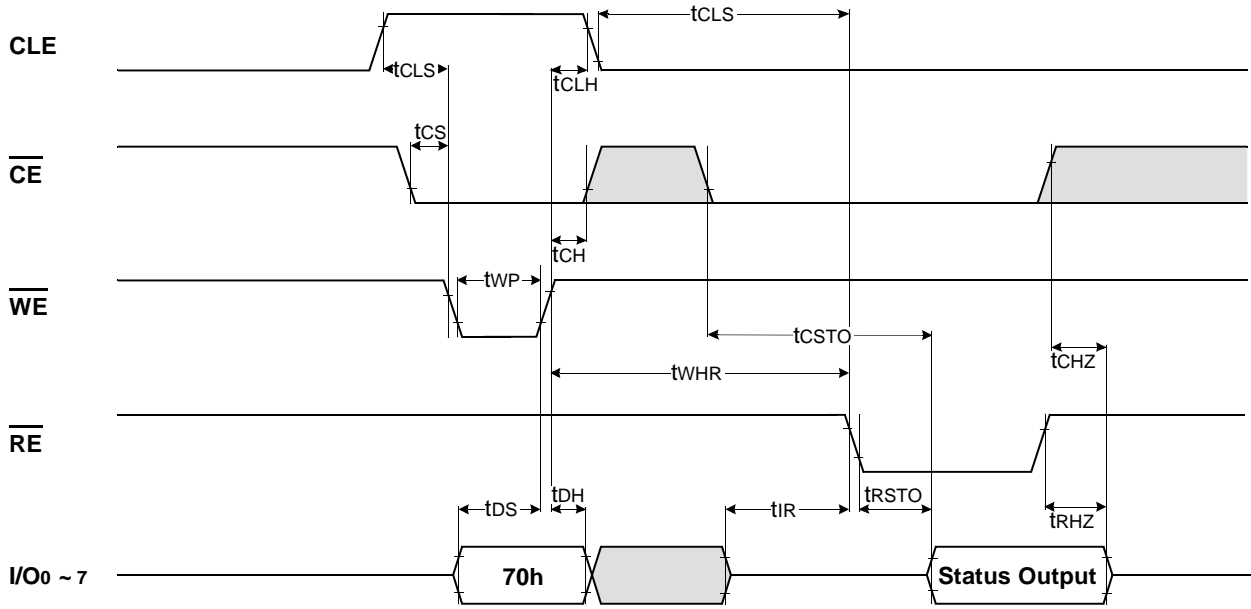 tCLS
CLE
tCLS
tCLH
tCS
CE
tCH
tWP
WE
tCSTO
tCHZ
tWHR
RE
tDH
tRSTO
tDS
tIR
tRHZ
I/O0 ~ 7
70h
Status Output